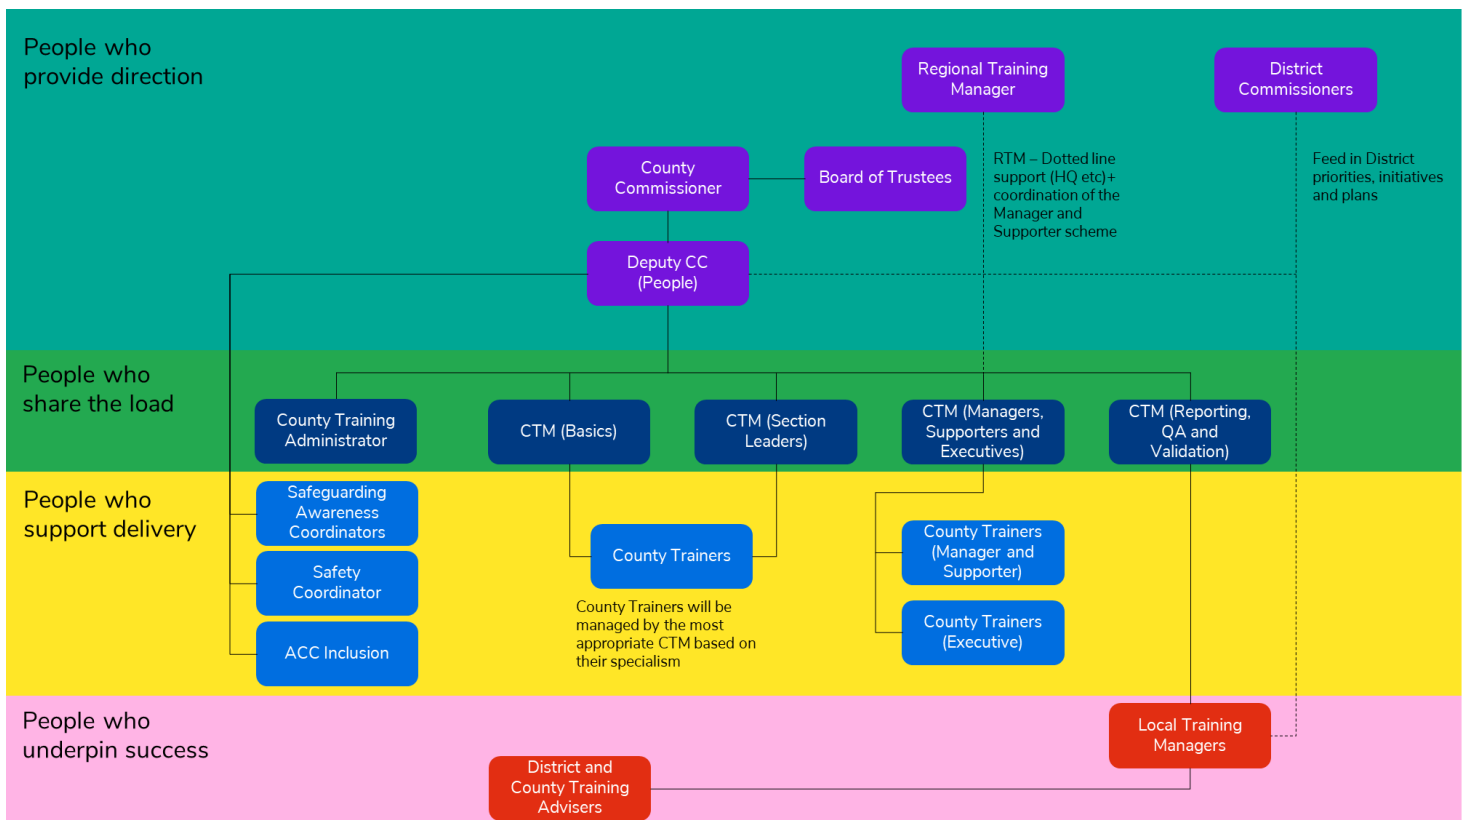 People who
provide direction
Regional Training
Manager
District
Commissioners
County
Commissioner
Board of Trustees
RTM – Dotted line
support (HQ etc)+
coordination of the
Manager and
Supporter scheme
Feed in District
priorities, initiatives
and plans
Deputy CC
(People)
People who
share the load
County Training
Administrator
CTM (Basics)
CTM (Section
Leaders)
CTM (Managers,
Supporters and
Executives)
CTM (Reporting,
QA and
Validation)
People who
support delivery
Safeguarding
Awareness
Coordinators
Safety
Coordinator
ACC Inclusion
County Trainers
County Trainers will be
managed by the most
appropriate CTM based on
their specialism
County Trainers
(Manager and
Supporter)
County Trainers
(Executive)
People who
underpin success
Local Training
Managers
District and
County Training
Advisers